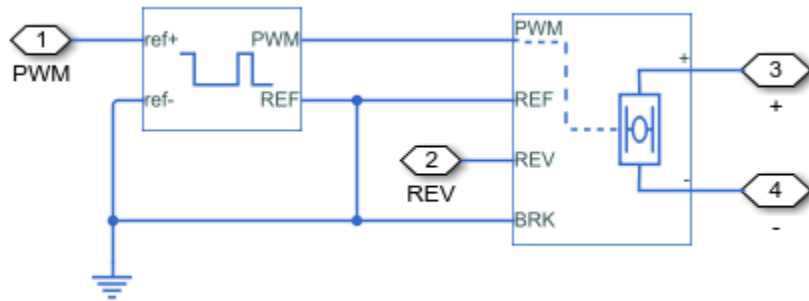 1
PWM
ref+
ref-
PWM
REF
2
REV
PWM
REF
REV
BRK
+
-
3
+
4
-